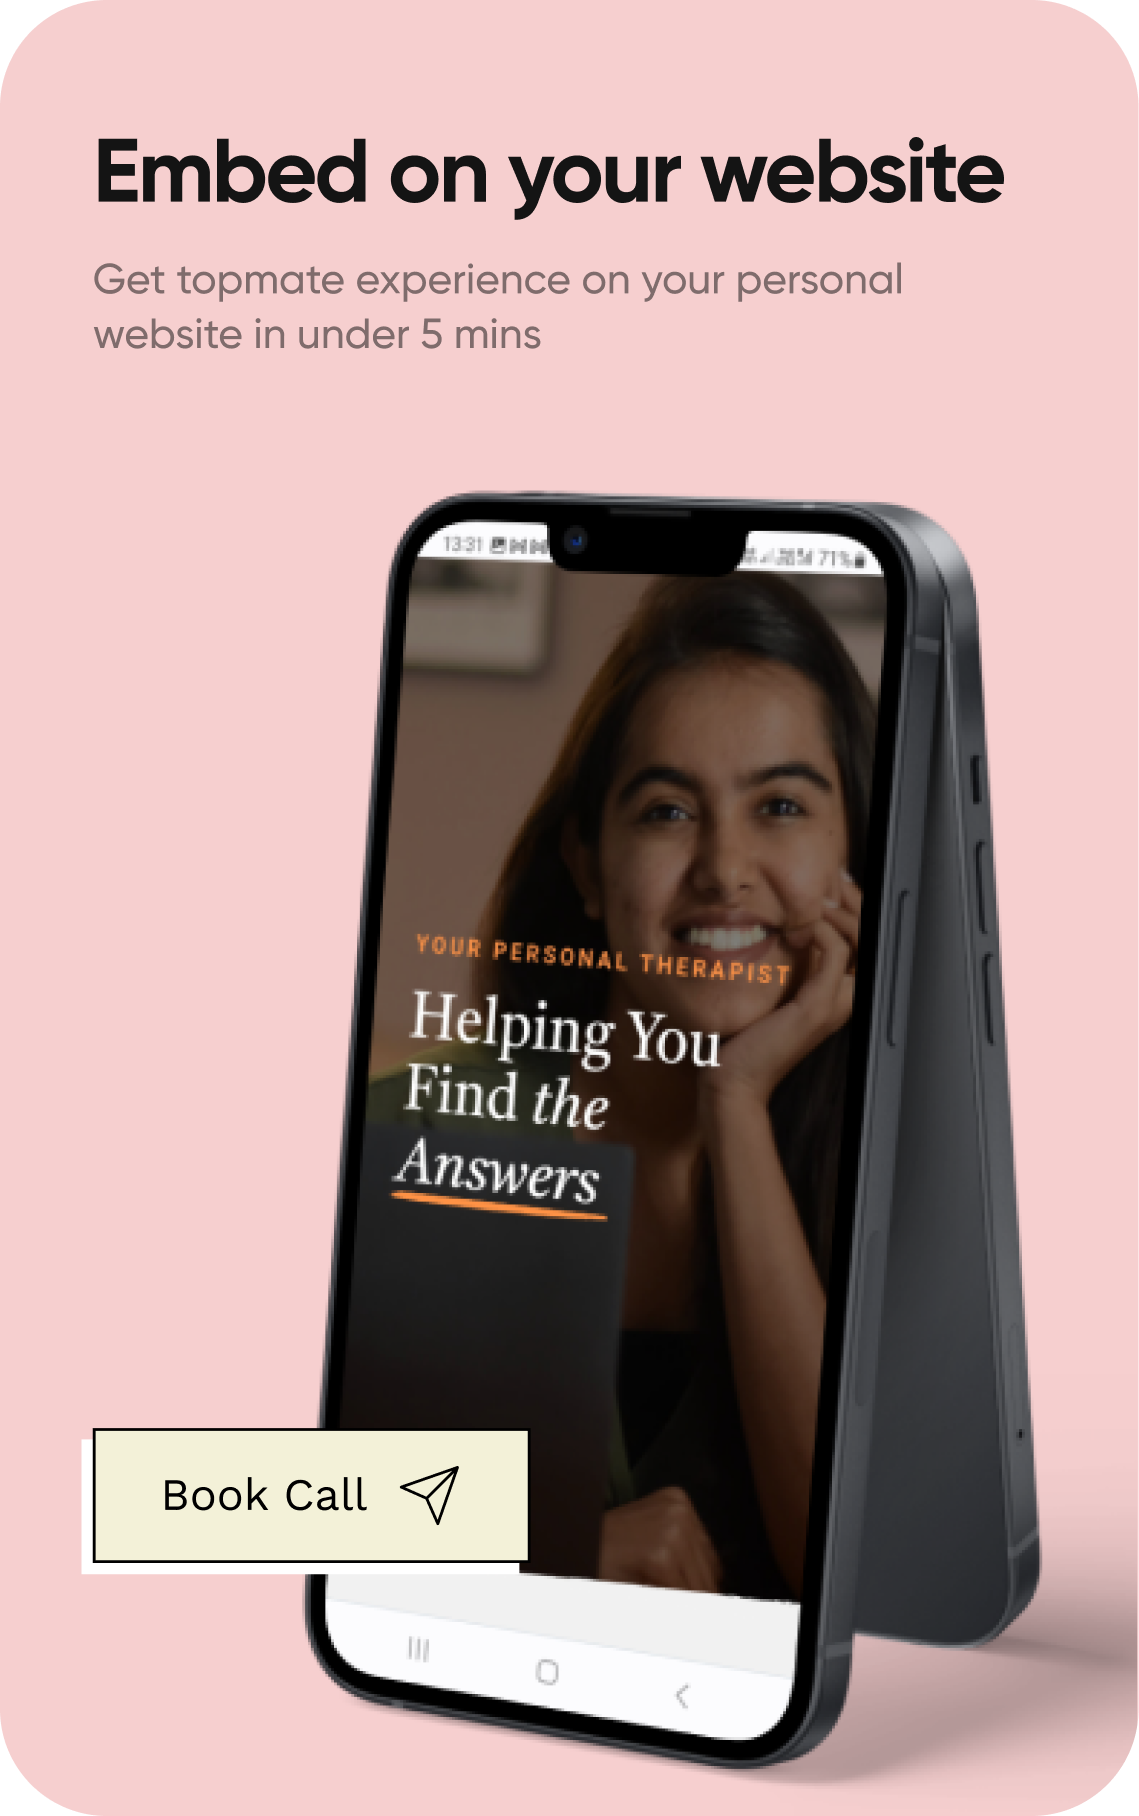 Embed on your website
Get topmate experience on your personal
website in under 5 mins
13:31
71%
YOUR PERSONAL THERAPIST
Helping You
Find the
Answers
Book Call